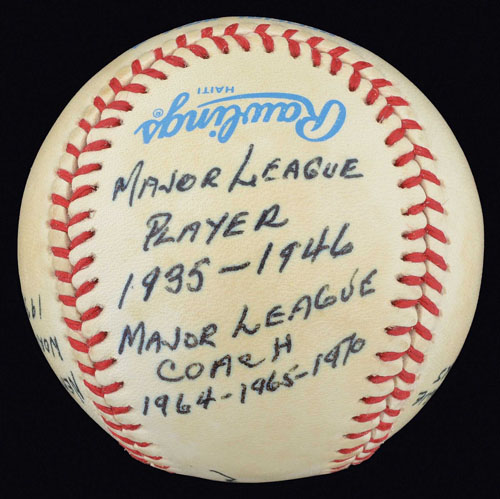 Rawlings®
HAITI
MAJOR LEAGUE
PLAYER
1935-1946
MAJOR LEAGUE
COACH
1964-1965-1970